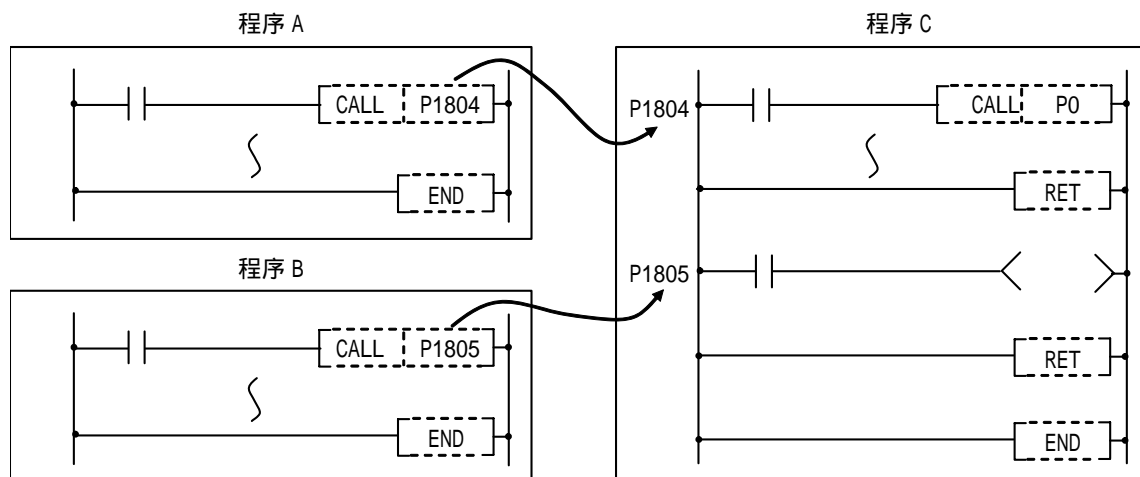 程序 A
CALL P1804
END
程序 B
CALL P1805
END
程序 C
P1804 CALL P0
RET
P1805
RET
END